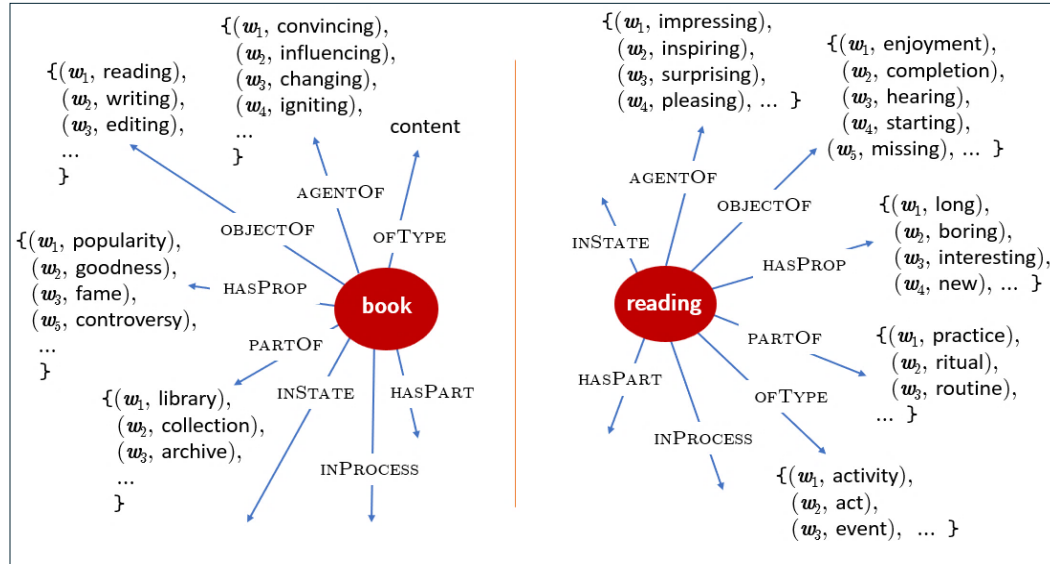 {(w₁, convincing),
(w₂, influencing),
(w₃, changing),
(w₄, igniting),
...
}
{(w₁, reading),
(w₂, writing),
(w₃, editing),
...
}
content
AGENTOF
OBJECTOF
OFTYPE
{(w₁, popularity),
(w₂, goodness),
(w₃, fame),
(w₅, controversy),
...
}
HASPROP
book
PARTOF
INSTATE
HASPART
{(w₁, library),
(w₂, collection),
(w₃, archive),
...
}
INPROCESS
{(w₁, impressing),
(w₂, inspiring),
(w₃, surprising),
(w₄, pleasing), ... }
{(w₁, enjoyment),
(w₂, completion),
(w₃, hearing),
(w₄, starting),
(w₅, missing), ... }
AGENTOF
OBJECTOF
INSTATE
{(w₁, long),
(w₂, boring),
(w₃, interesting),
(w₄, new), ... }
HASPROP
reading
PARTOF
{(w₁, practice),
(w₂, ritual),
(w₃, routine),
... }
HASPART
OFTYPE
INPROCESS
{(w₁, activity),
(w₂, act),
(w₃, event), ... }